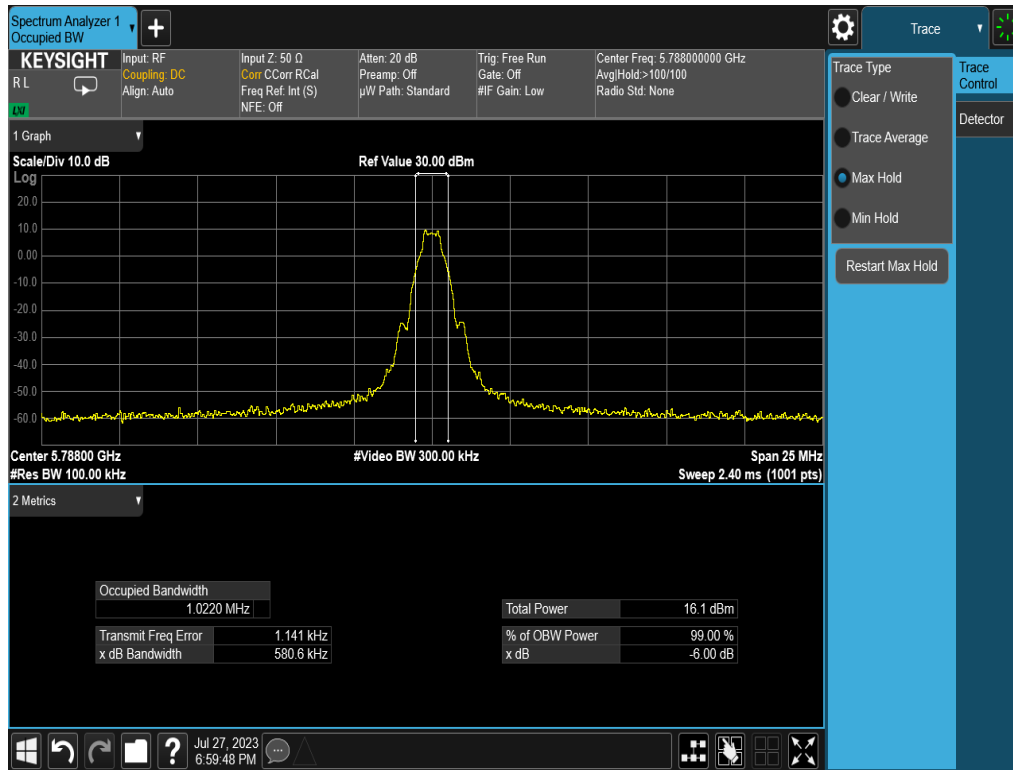 Spectrum Analyzer 1
Occupied BW
+
Trace
KEYSIGHT
R L
LXI
Input: RF
Coupling: DC
Align: Auto
Input Z: 50 Ω
Corr CCorr RCal
Freq Ref: Int (S)
NFE: Off
Atten: 20 dB
Preamp: Off
µW Path: Standard
Trig: Free Run
Gate: Off
#IF Gain: Low
Center Freq: 5.788000000 GHz
Avg|Hold:>100/100
Radio Std: None
Trace Type
Clear / Write
Trace Average
Max Hold
Min Hold
Restart Max Hold
Trace
Control
Detector
1 Graph
Scale/Div 10.0 dB
Ref Value 30.00 dBm
Log
20.0
10.0
0.00
-10.0
-20.0
-30.0
-40.0
-50.0
-60.0
Center 5.78800 GHz
#Video BW 300.00 kHz
Span 25 MHz
#Res BW 100.00 kHz
Sweep 2.40 ms (1001 pts)
2 Metrics
Occupied Bandwidth
1.0220 MHz
Total Power 16.1 dBm
Transmit Freq Error 1.141 kHz
% of OBW Power 99.00 %
x dB Bandwidth 580.6 kHz
x dB -6.00 dB
?
Jul 27, 2023
6:59:48 PM